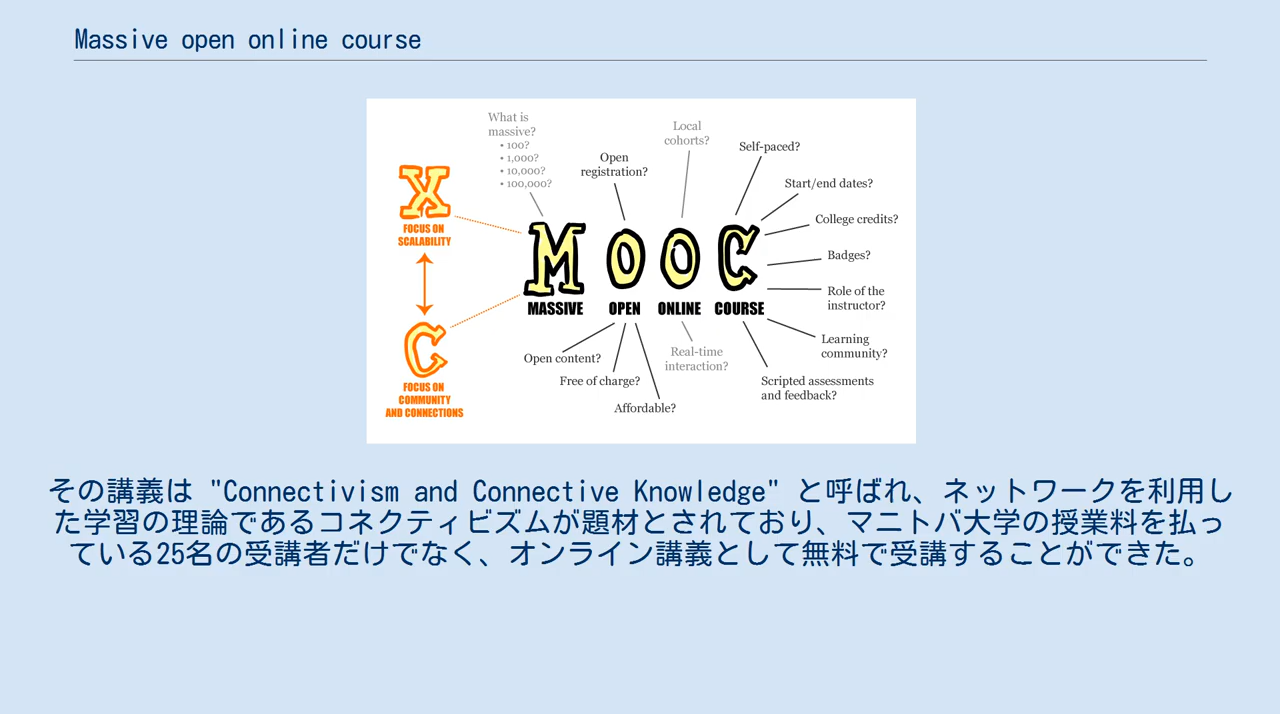 Massive open online course
What is
massive?
• 100?
• 1,000?
• 10,000?
• 100,000?
Open
registration?
Local
cohorts?
Self-paced?
Start/end dates?
College credits?
Badges?
Role of the
instructor?
Learning
community?
Scripted assessments
and feedback?
X
FOCUS ON
SCALABILITY
C
FOCUS ON
COMMUNITY
AND CONNECTIONS
MOOC
MASSIVE OPEN ONLINE COURSE
Open content?
Free of charge?
Affordable?
Real-time
interaction?
その講義は "Connectivism and Connective Knowledge" と呼ばれ、ネットワークを利用し
た学習の理論であるコネクティビズムが題材とされており、マニトバ大学の授業料を払っ
ている25名の受講者だけでなく、オンライン講義として無料で受講することができた。